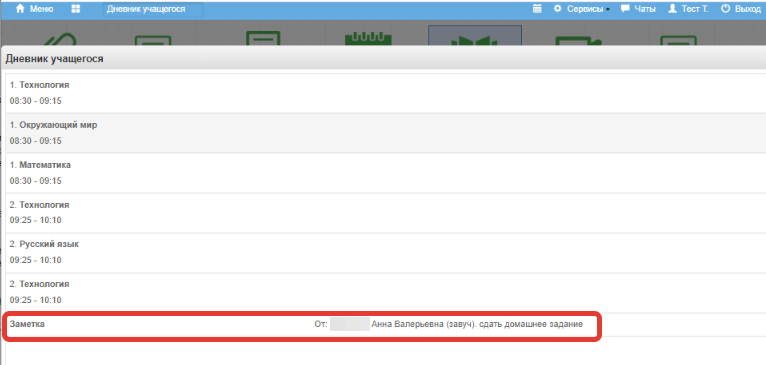 Меню Дневник учащегося Сервисы Чаты Тест Т. Выход
Дневник учащегося
1. Технология
08:30 - 09:15
1. Окружающий мир
08:30 - 09:15
1. Математика
08:30 - 09:15
2. Технология
09:25 - 10:10
2. Русский язык
09:25 - 10:10
2. Технология
09:25 - 10:10
Заметка От: Анна Валерьевна (завуч). сдать домашнее задание